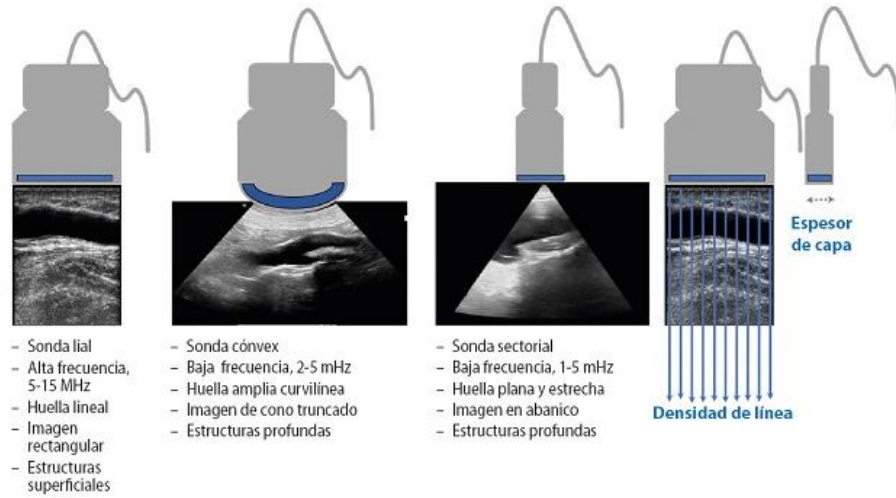 – Sonda lial
– Alta frecuencia,
5-15 MHz
– Huella lineal
– Imagen
rectangular
– Estructuras
superficiales
– Sonda cónvex
– Baja frecuencia, 2-5 mHz
– Huella amplia curvilínea
– Imagen de cono truncado
– Estructuras profundas
– Sonda sectorial
– Baja frecuencia, 1-5 mHz
– Huella plana y estrecha
– Imagen en abanico
– Estructuras profundas
Espesor
de capa
Densidad de línea